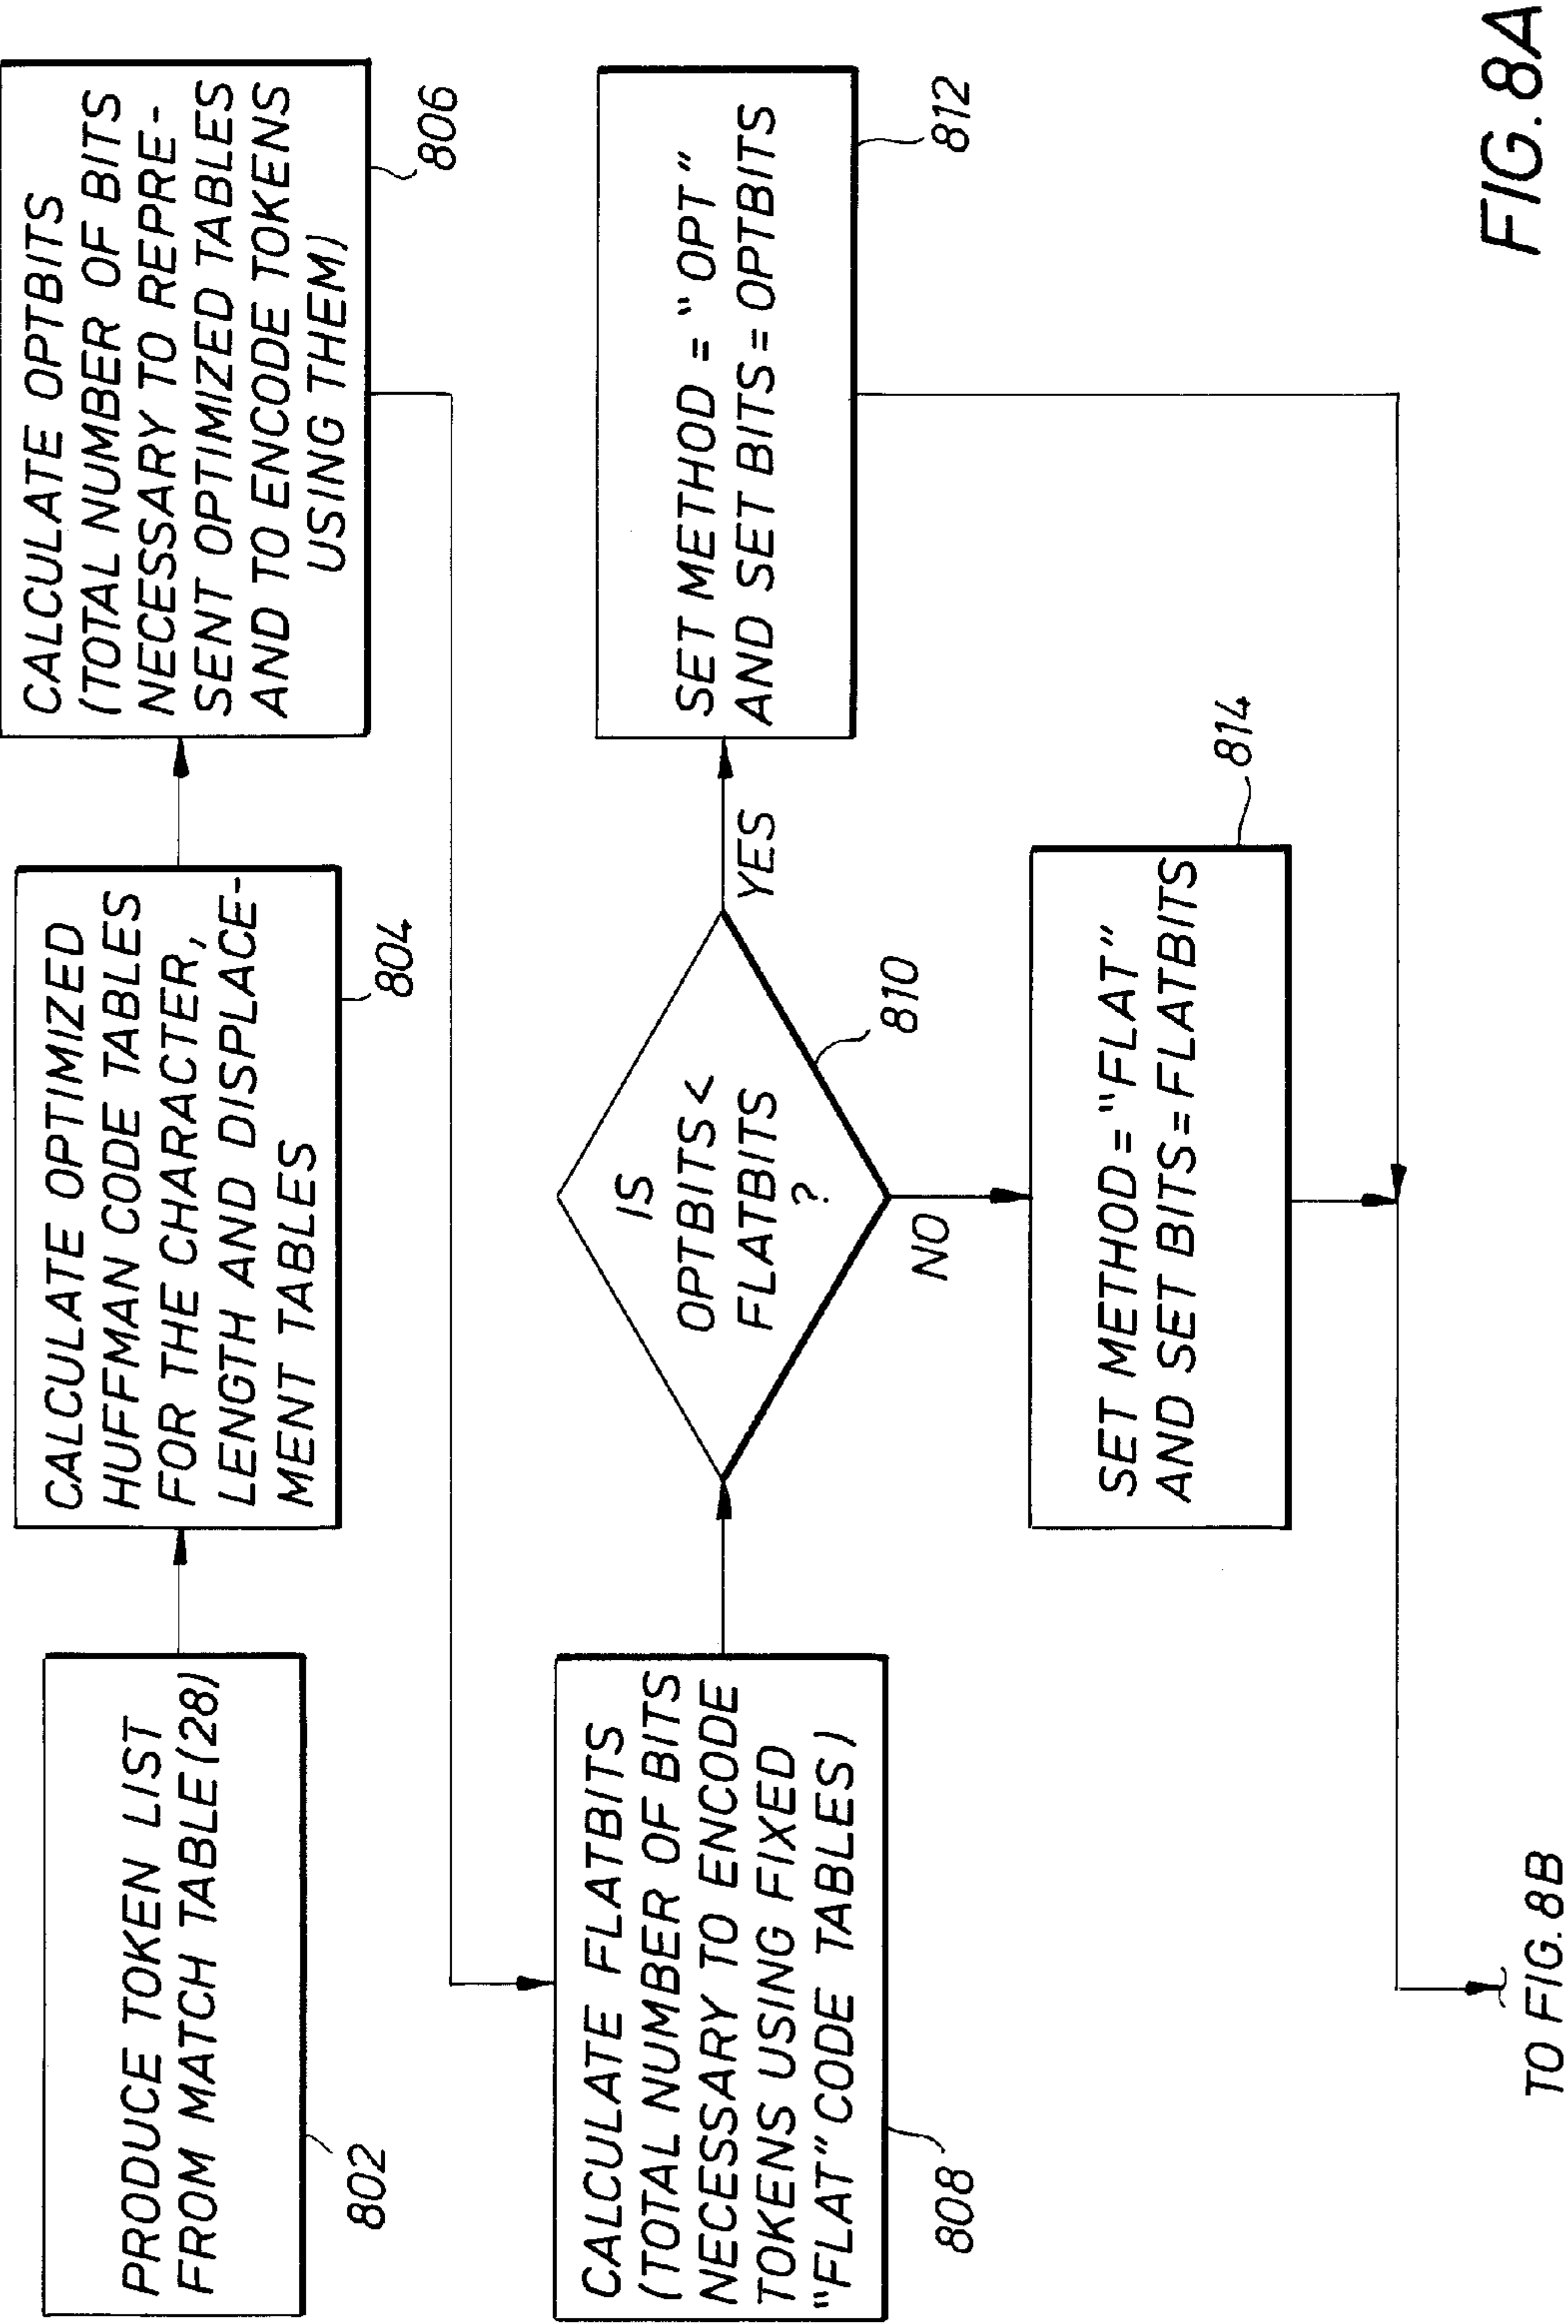 PRODUCE TOKEN LIST
FROM MATCH TABLE(28)
802
CALCULATE OPTIMIZED
HUFFMAN CODE TABLES
FOR THE CHARACTER,
LENGTH AND DISPLACE-
MENT TABLES
804
CALCULATE OPTBITS
(TOTAL NUMBER OF BITS
NECESSARY TO REPRE-
SENT OPTIMIZED TABLES
AND TO ENCODE TOKENS
USING THEM)
806
CALCULATE FLATBITS
(TOTAL NUMBER OF BITS
NECESSARY TO ENCODE
TOKENS USING FIXED
"FLAT" CODE TABLES)
808
IS
OPTBITS <
FLATBITS
?
810
YES
NO
SET METHOD = "OPT"
AND SET BITS = OPTBITS
812
SET METHOD = "FLAT"
AND SET BITS = FLATBITS
814
TO FIG. 8B
FIG. 8A